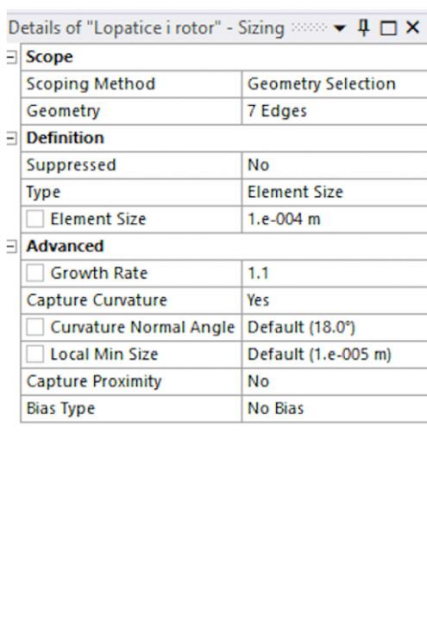 Details of "Lopatice i rotor" - Sizing
Scope
Scoping Method Geometry Selection
Geometry 7 Edges
Definition
Suppressed No
Type Element Size
Element Size 1.e-004 m
Advanced
Growth Rate 1.1
Capture Curvature Yes
Curvature Normal Angle Default (18.0°)
Local Min Size Default (1.e-005 m)
Capture Proximity No
Bias Type No Bias